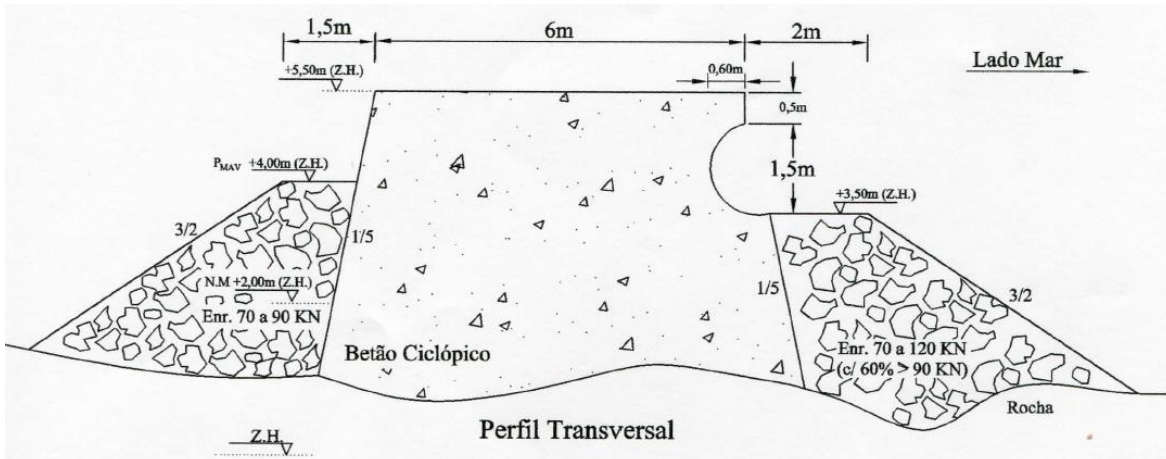 1,5m
6m
2m
+5,50m (Z.H.)
0,60m
Lado Mar
0,5m
PMAV +4,00m (Z.H.)
1,5m
+3,50m (Z.H.)
3/2
1/5
N.M +2,00m (Z.H.)
1/5
3/2
Enr. 70 a 90 KN
Betão Ciclópico
Enr. 70 a 120 KN
(c/ 60% > 90 KN)
Rocha
Perfil Transversal
Z.H.